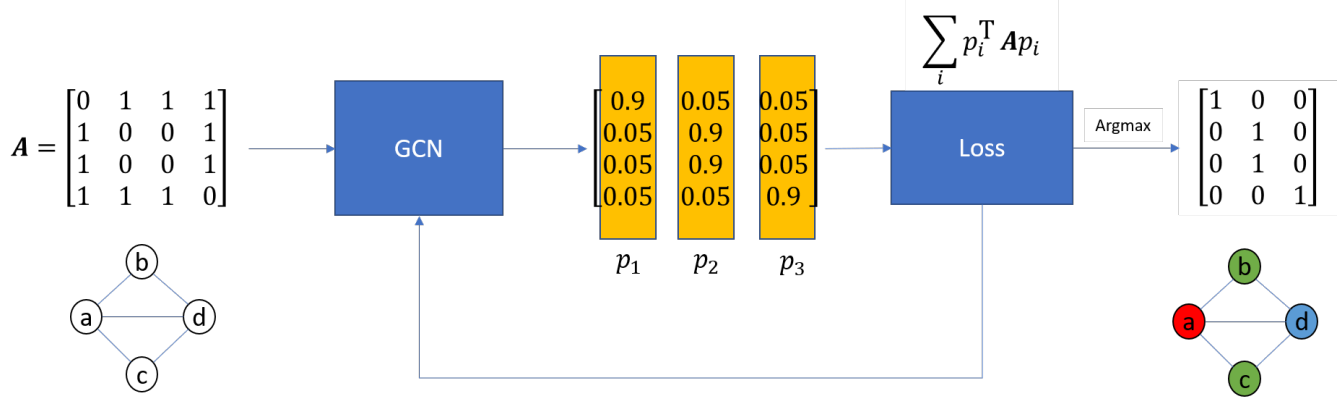 A = [0 1 1 1
1 0 0 1
1 0 0 1
1 1 1 0]
GCN
[0.9 0.05 0.05
0.05 0.9 0.05
0.05 0.9 0.05
0.05 0.05 0.9]
p₁ p₂ p₃
∑ᵢ pᵢᵀ A pᵢ
Loss
Argmax
[1 0 0
0 1 0
0 1 0
0 0 1]
b
a d
c
b
a d
c